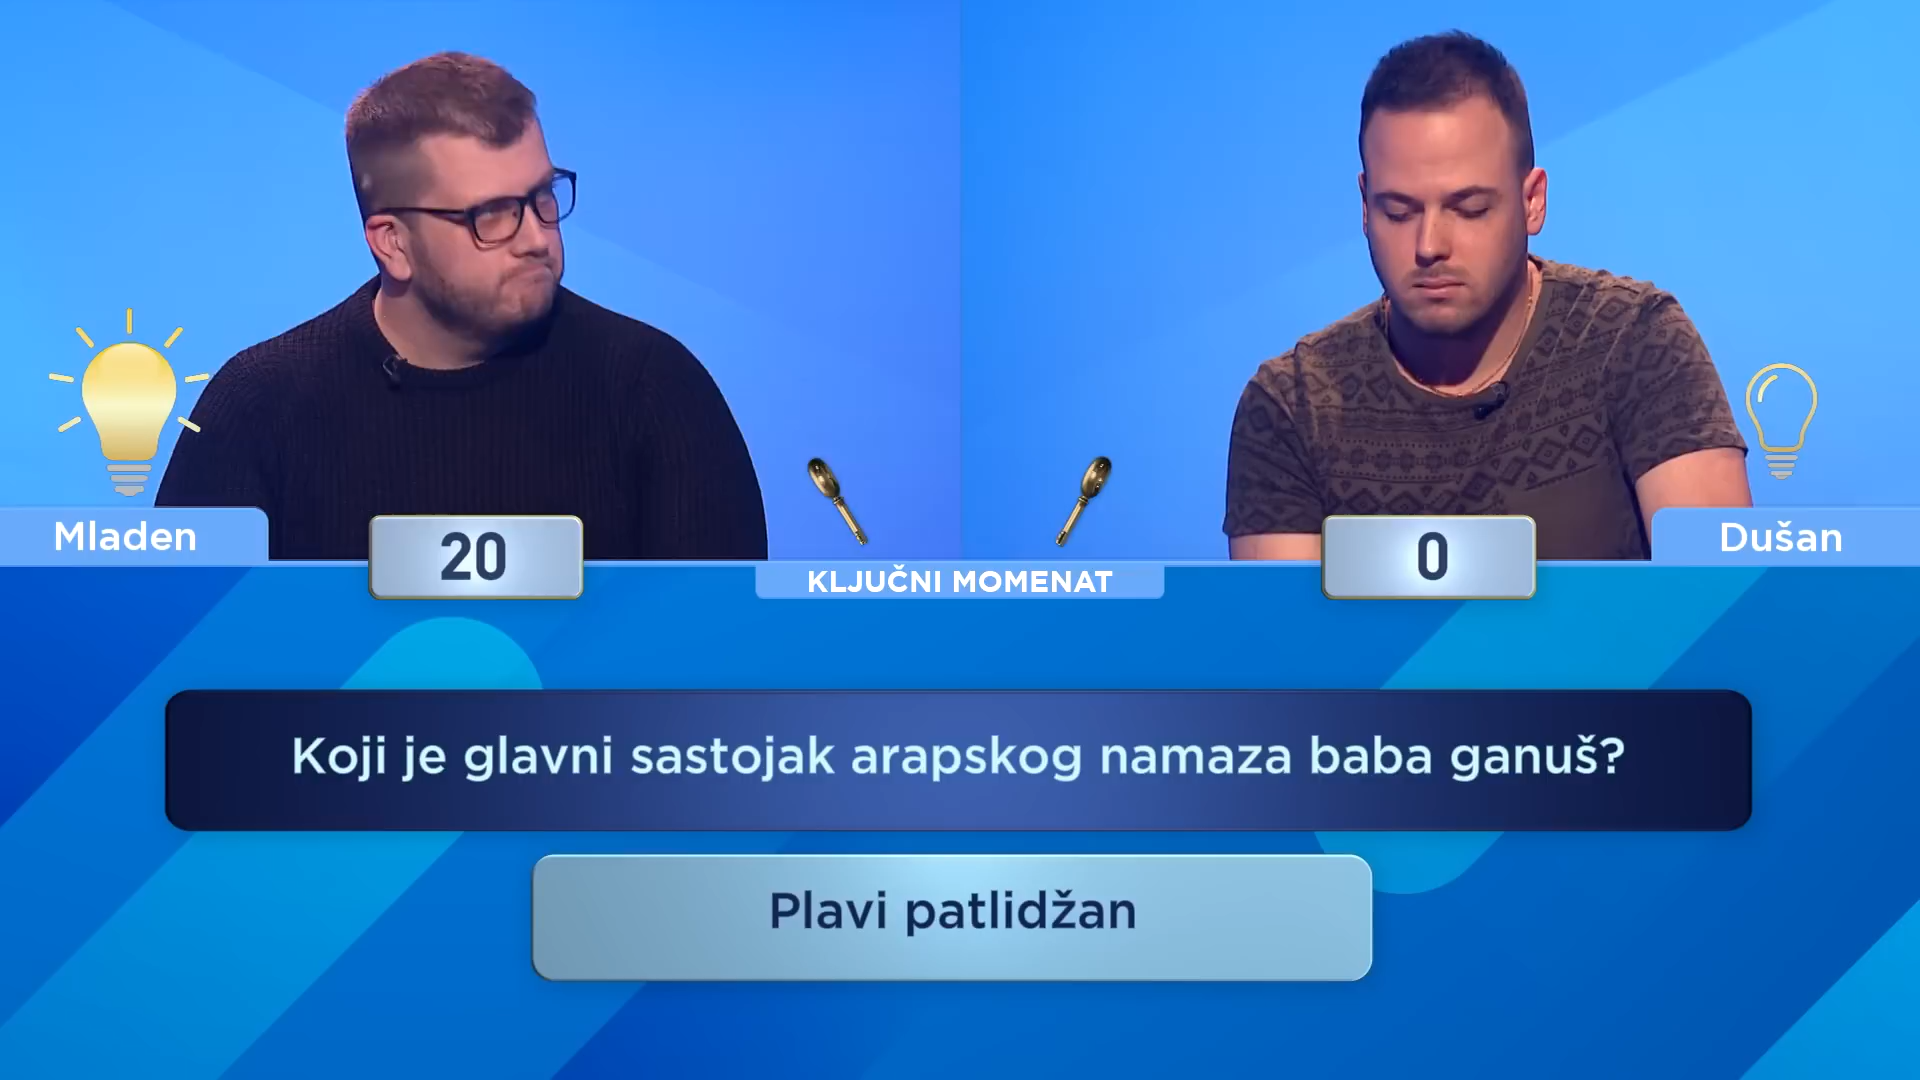 Mladen
20
KLJUČNI MOMENAT
0
Dušan
Koji je glavni sastojak arapskog namaza baba ganuš?
Plavi patlidžan